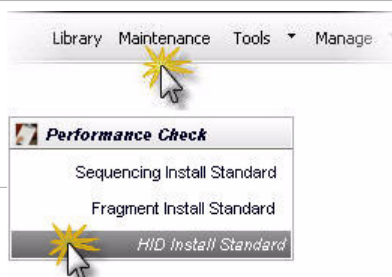 Library Maintenance Tools Manage
Performance Check
Sequencing Install Standard
Fragment Install Standard
HID Install Standard